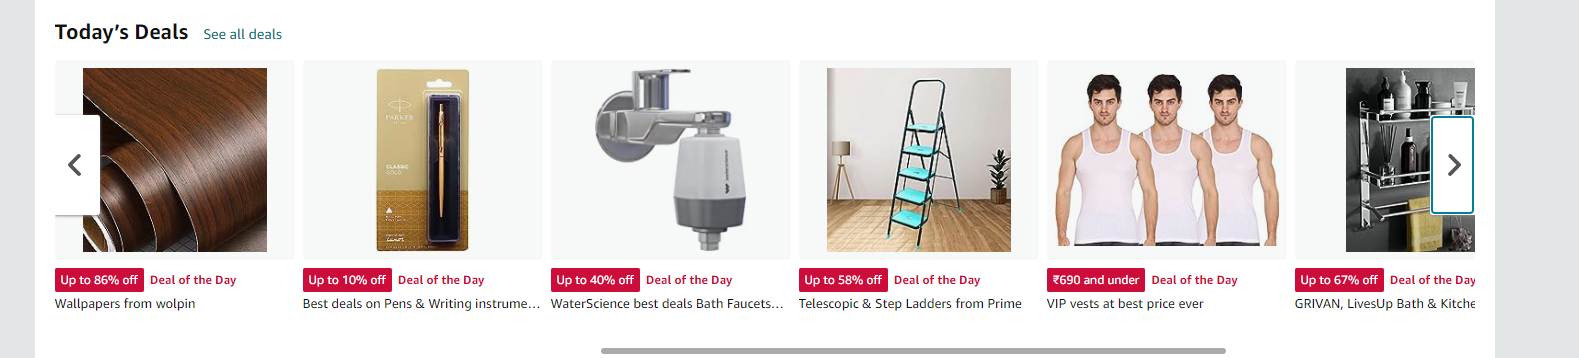 Today’s Deals See all deals
PARKER
CLASSIC
GOLD
Up to 86% off Deal of the Day
Wallpapers from wolpin
Up to 10% off Deal of the Day
Best deals on Pens & Writing instrume...
Up to 40% off Deal of the Day
WaterScience best deals Bath Faucets...
Up to 58% off Deal of the Day
Telescopic & Step Ladders from Prime
₹690 and under Deal of the Day
VIP vests at best price ever
Up to 67% off Deal of the Day
GRIVAN, LivesUp Bath & Kitche